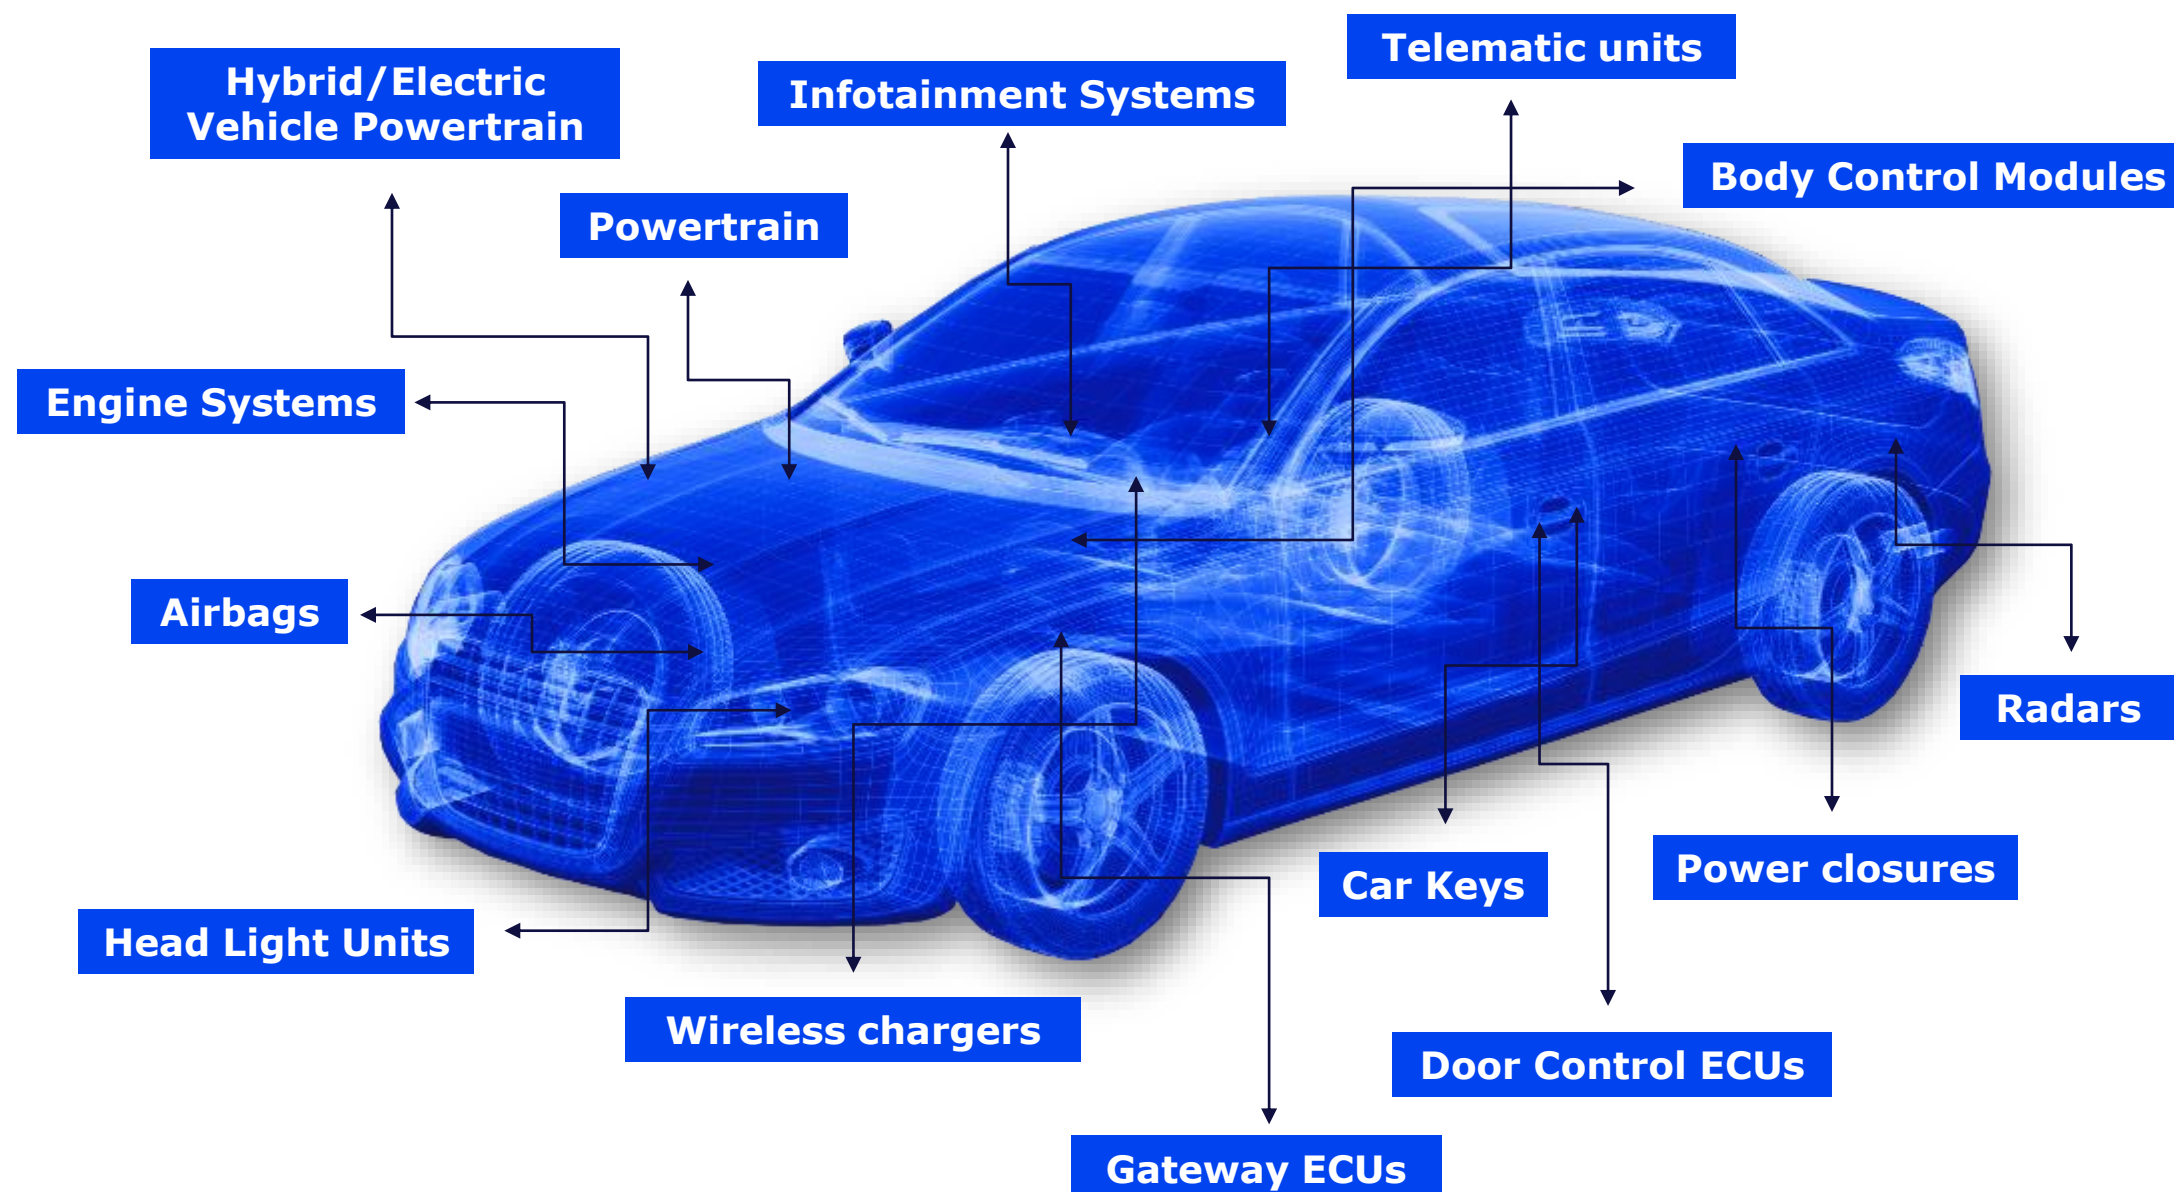 Telematic units
Hybrid/Electric
Vehicle Powertrain
Infotainment Systems
Body Control Modules
Powertrain
Engine Systems
Airbags
Radars
Power closures
Car Keys
Head Light Units
Wireless chargers
Door Control ECUs
Gateway ECUs